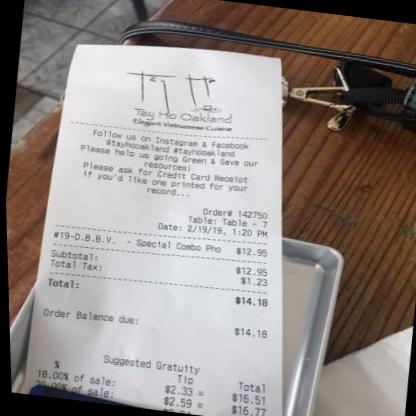 Tay Ho Oakland
Elegant Vietnamese Cuisine
Follow us on Instagram & Facebook
@tayhooakland #tayhooakland
Please help us going Green & Save our
resources!
Please ask for Credit Card Receipt
if you'd like one printed for your
record...
Order# 142750
Table: Table - 7
Date: 2/19/19, 1:20 PM
#19-D.B.B.V. - Special Combo Pho $12.95
Subtotal: $12.95
Total Tax: $1.23
Total: $14.18
Order Balance due: $14.18
Suggested Gratuity
% Tip Total
18.00% of sale: $2.33 = $16.51
20.00% of sale: $2.59 = $16.77